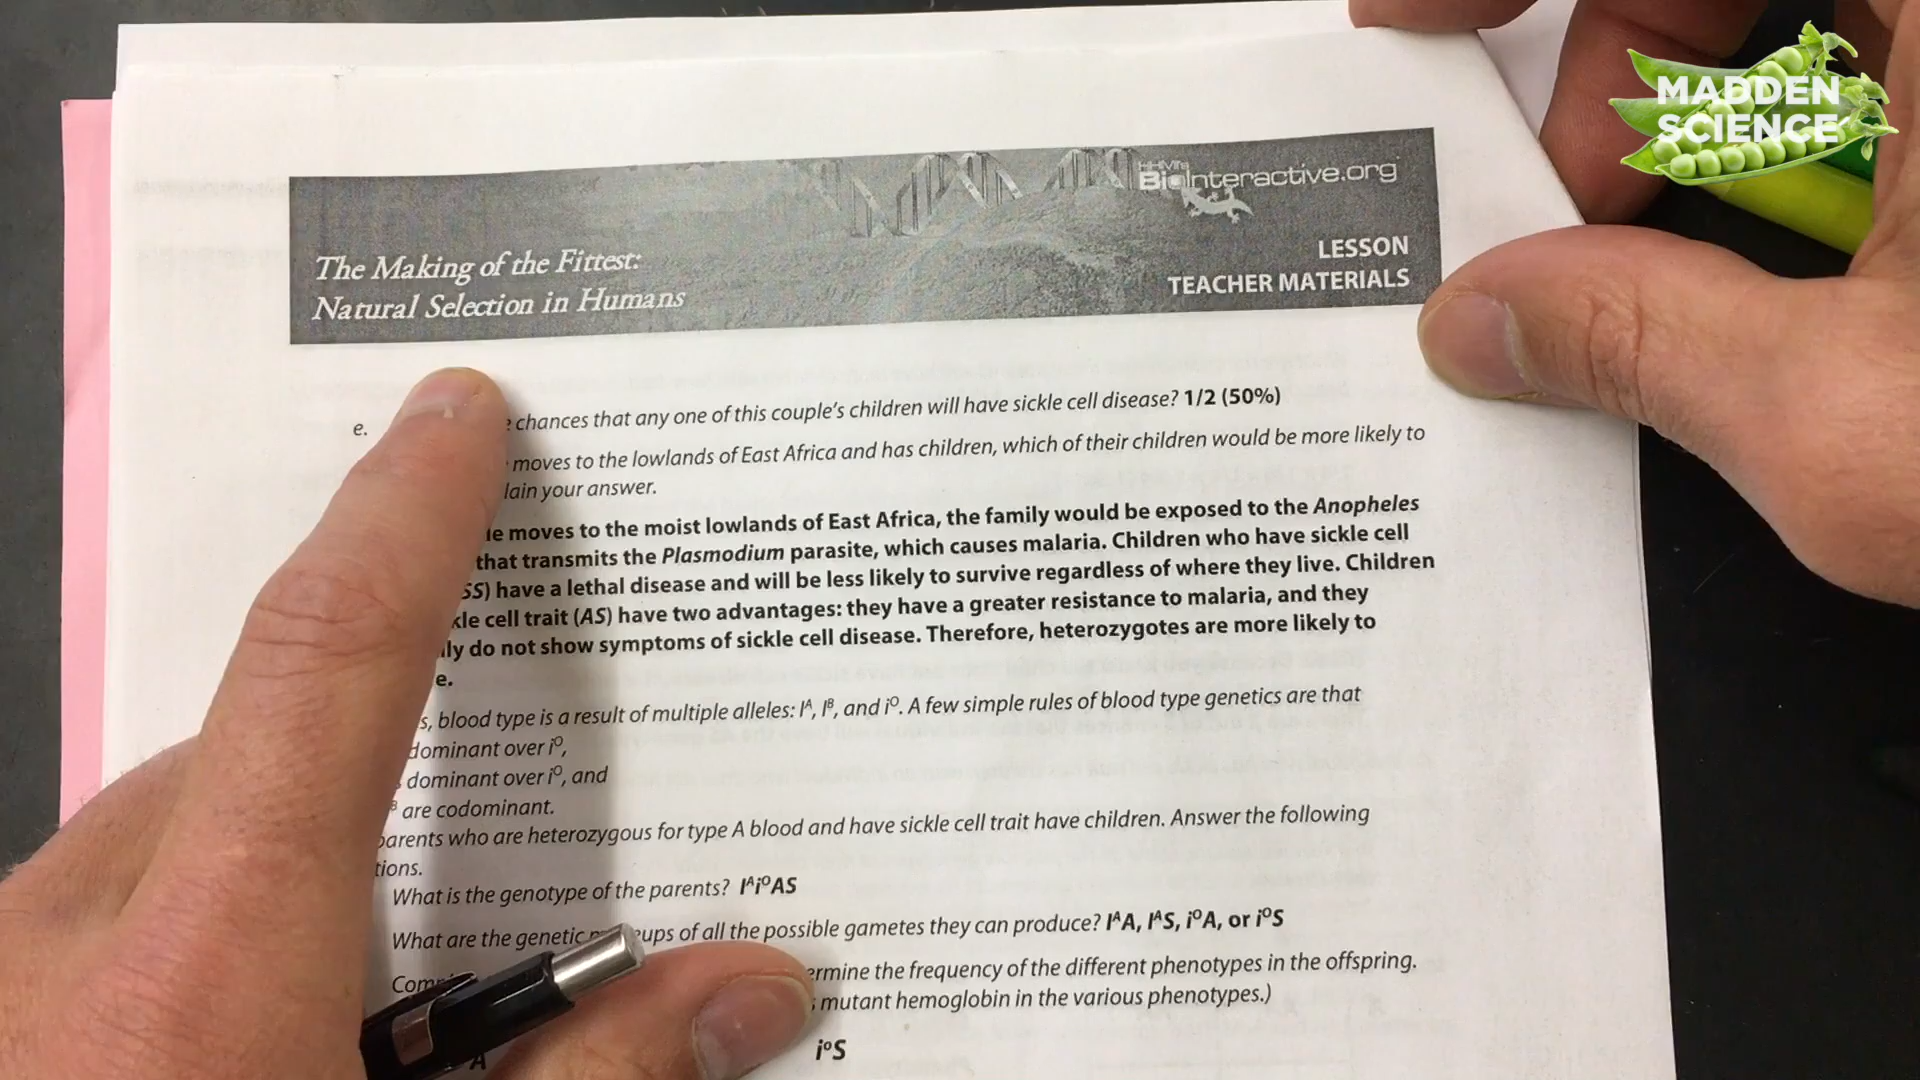 MADDEN
SCIENCE
HHMI
BioInteractive.org
LESSON
TEACHER MATERIALS
The Making of the Fittest:
Natural Selection in Humans
e. chances that any one of this couple's children will have sickle cell disease? 1/2 (50%)
moves to the lowlands of East Africa and has children, which of their children would be more likely to
lain your answer.
le moves to the moist lowlands of East Africa, the family would be exposed to the Anopheles
that transmits the Plasmodium parasite, which causes malaria. Children who have sickle cell
SS) have a lethal disease and will be less likely to survive regardless of where they live. Children
kle cell trait (AS) have two advantages: they have a greater resistance to malaria, and they
lly do not show symptoms of sickle cell disease. Therefore, heterozygotes are more likely to
e.
s, blood type is a result of multiple alleles: Iᴬ, Iᴮ, and iᴼ. A few simple rules of blood type genetics are that
dominant over iᴼ,
dominant over iᴼ, and
ᴮ are codominant.
parents who are heterozygous for type A blood and have sickle cell trait have children. Answer the following
tions.
What is the genotype of the parents? IᴬiᴼAS
What are the genetic ups of all the possible gametes they can produce? IᴬA, IᴬS, iᴼA, or iᴼS
Com ermine the frequency of the different phenotypes in the offspring.
mutant hemoglobin in the various phenotypes.)
A iᴼS